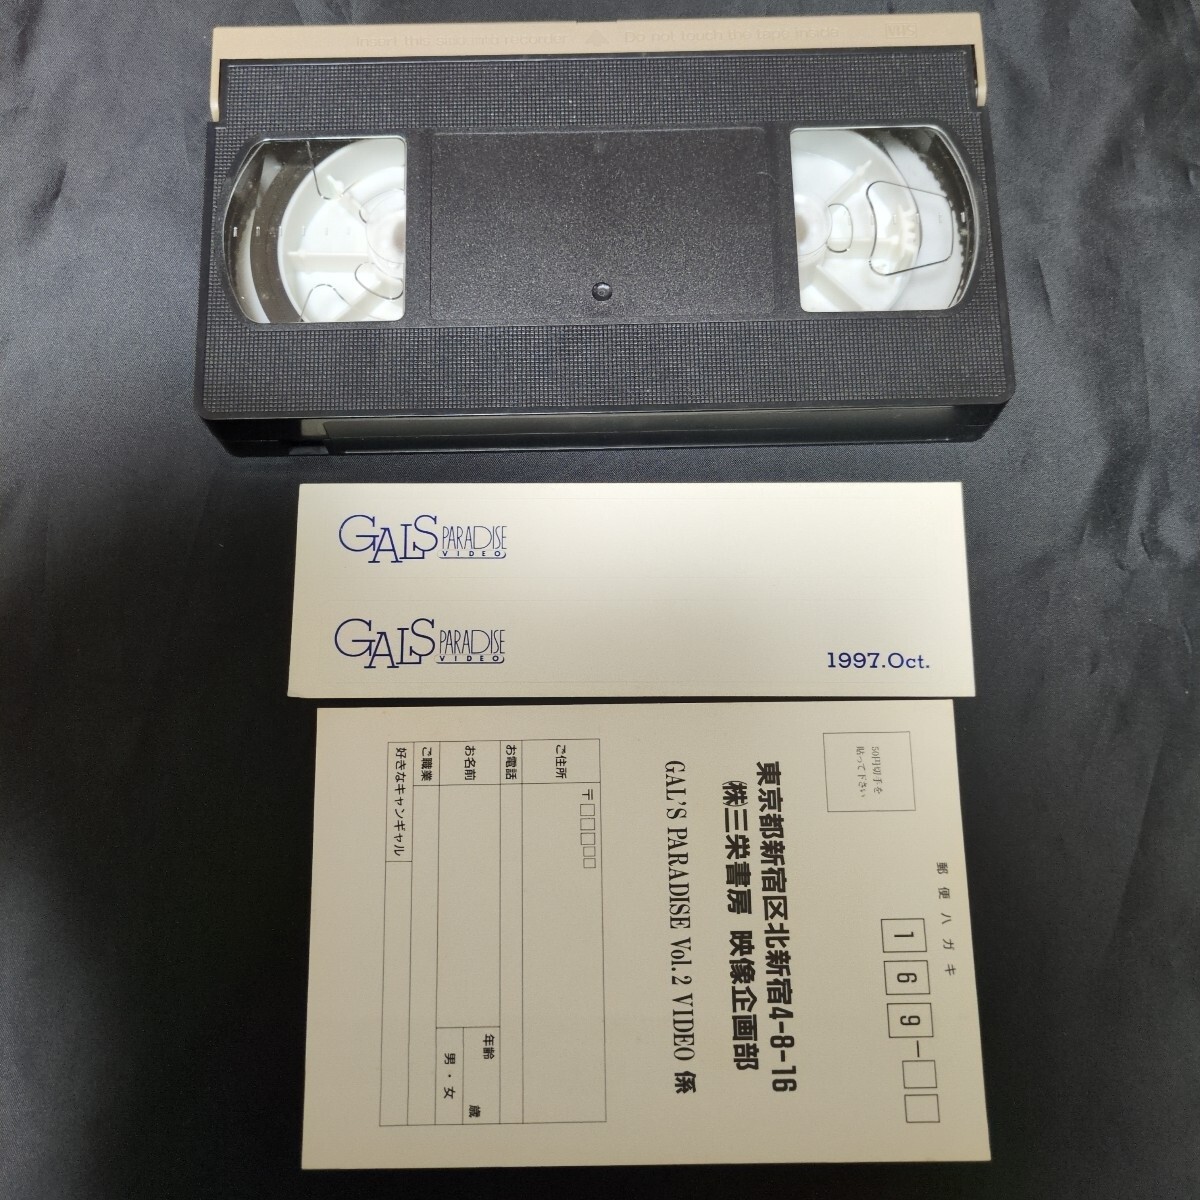 Insert this side into recorder
Do not touch the tape inside
VHS
GALS PARADISE
VIDEO
GALS PARADISE
VIDEO
1997.Oct.
50円切手を
貼って下さい
郵便ハガキ
169-
東京都新宿区北新宿4-8-16
㈱三栄書房 映像企画部
GAL'S PARADISE Vol.2 VIDEO 係
ご住所
〒
お電話
お名前
年齢
歳
男・女
ご職業
好きなキャンギャル